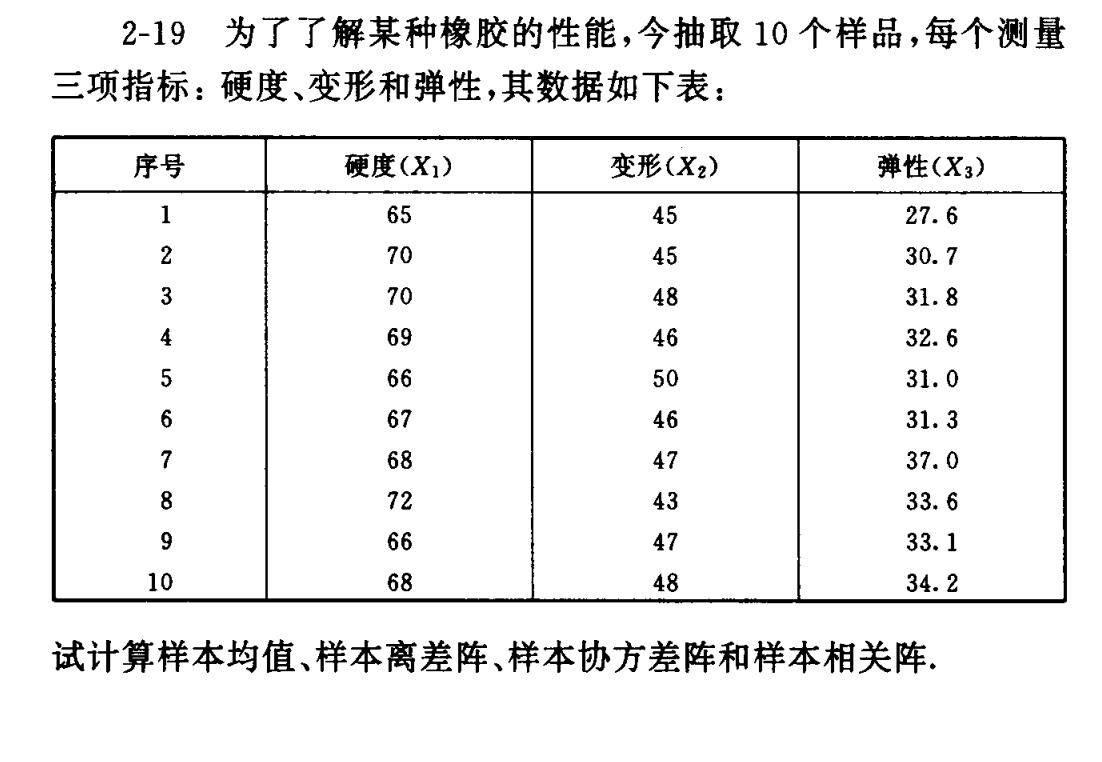 2-19 为了了解某种橡胶的性能,今抽取 10 个样品,每个测量
三项指标: 硬度、变形和弹性,其数据如下表:
序号 硬度(X₁) 变形(X₂) 弹性(X₃)
1 65 45 27.6
2 70 45 30.7
3 70 48 31.8
4 69 46 32.6
5 66 50 31.0
6 67 46 31.3
7 68 47 37.0
8 72 43 33.6
9 66 47 33.1
10 68 48 34.2
试计算样本均值、样本离差阵、样本协方差阵和样本相关阵.